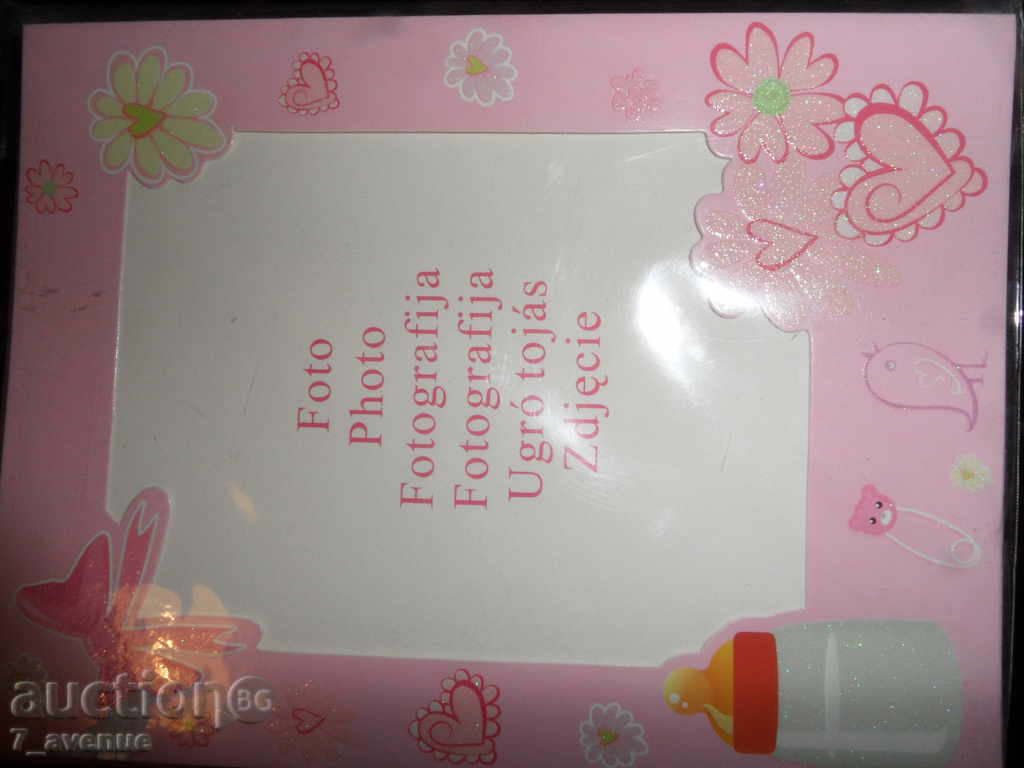 Foto
Photo
Fotografija
Fotografija
Ugró tojás
Zdjęcie
auction BG
7_avenue